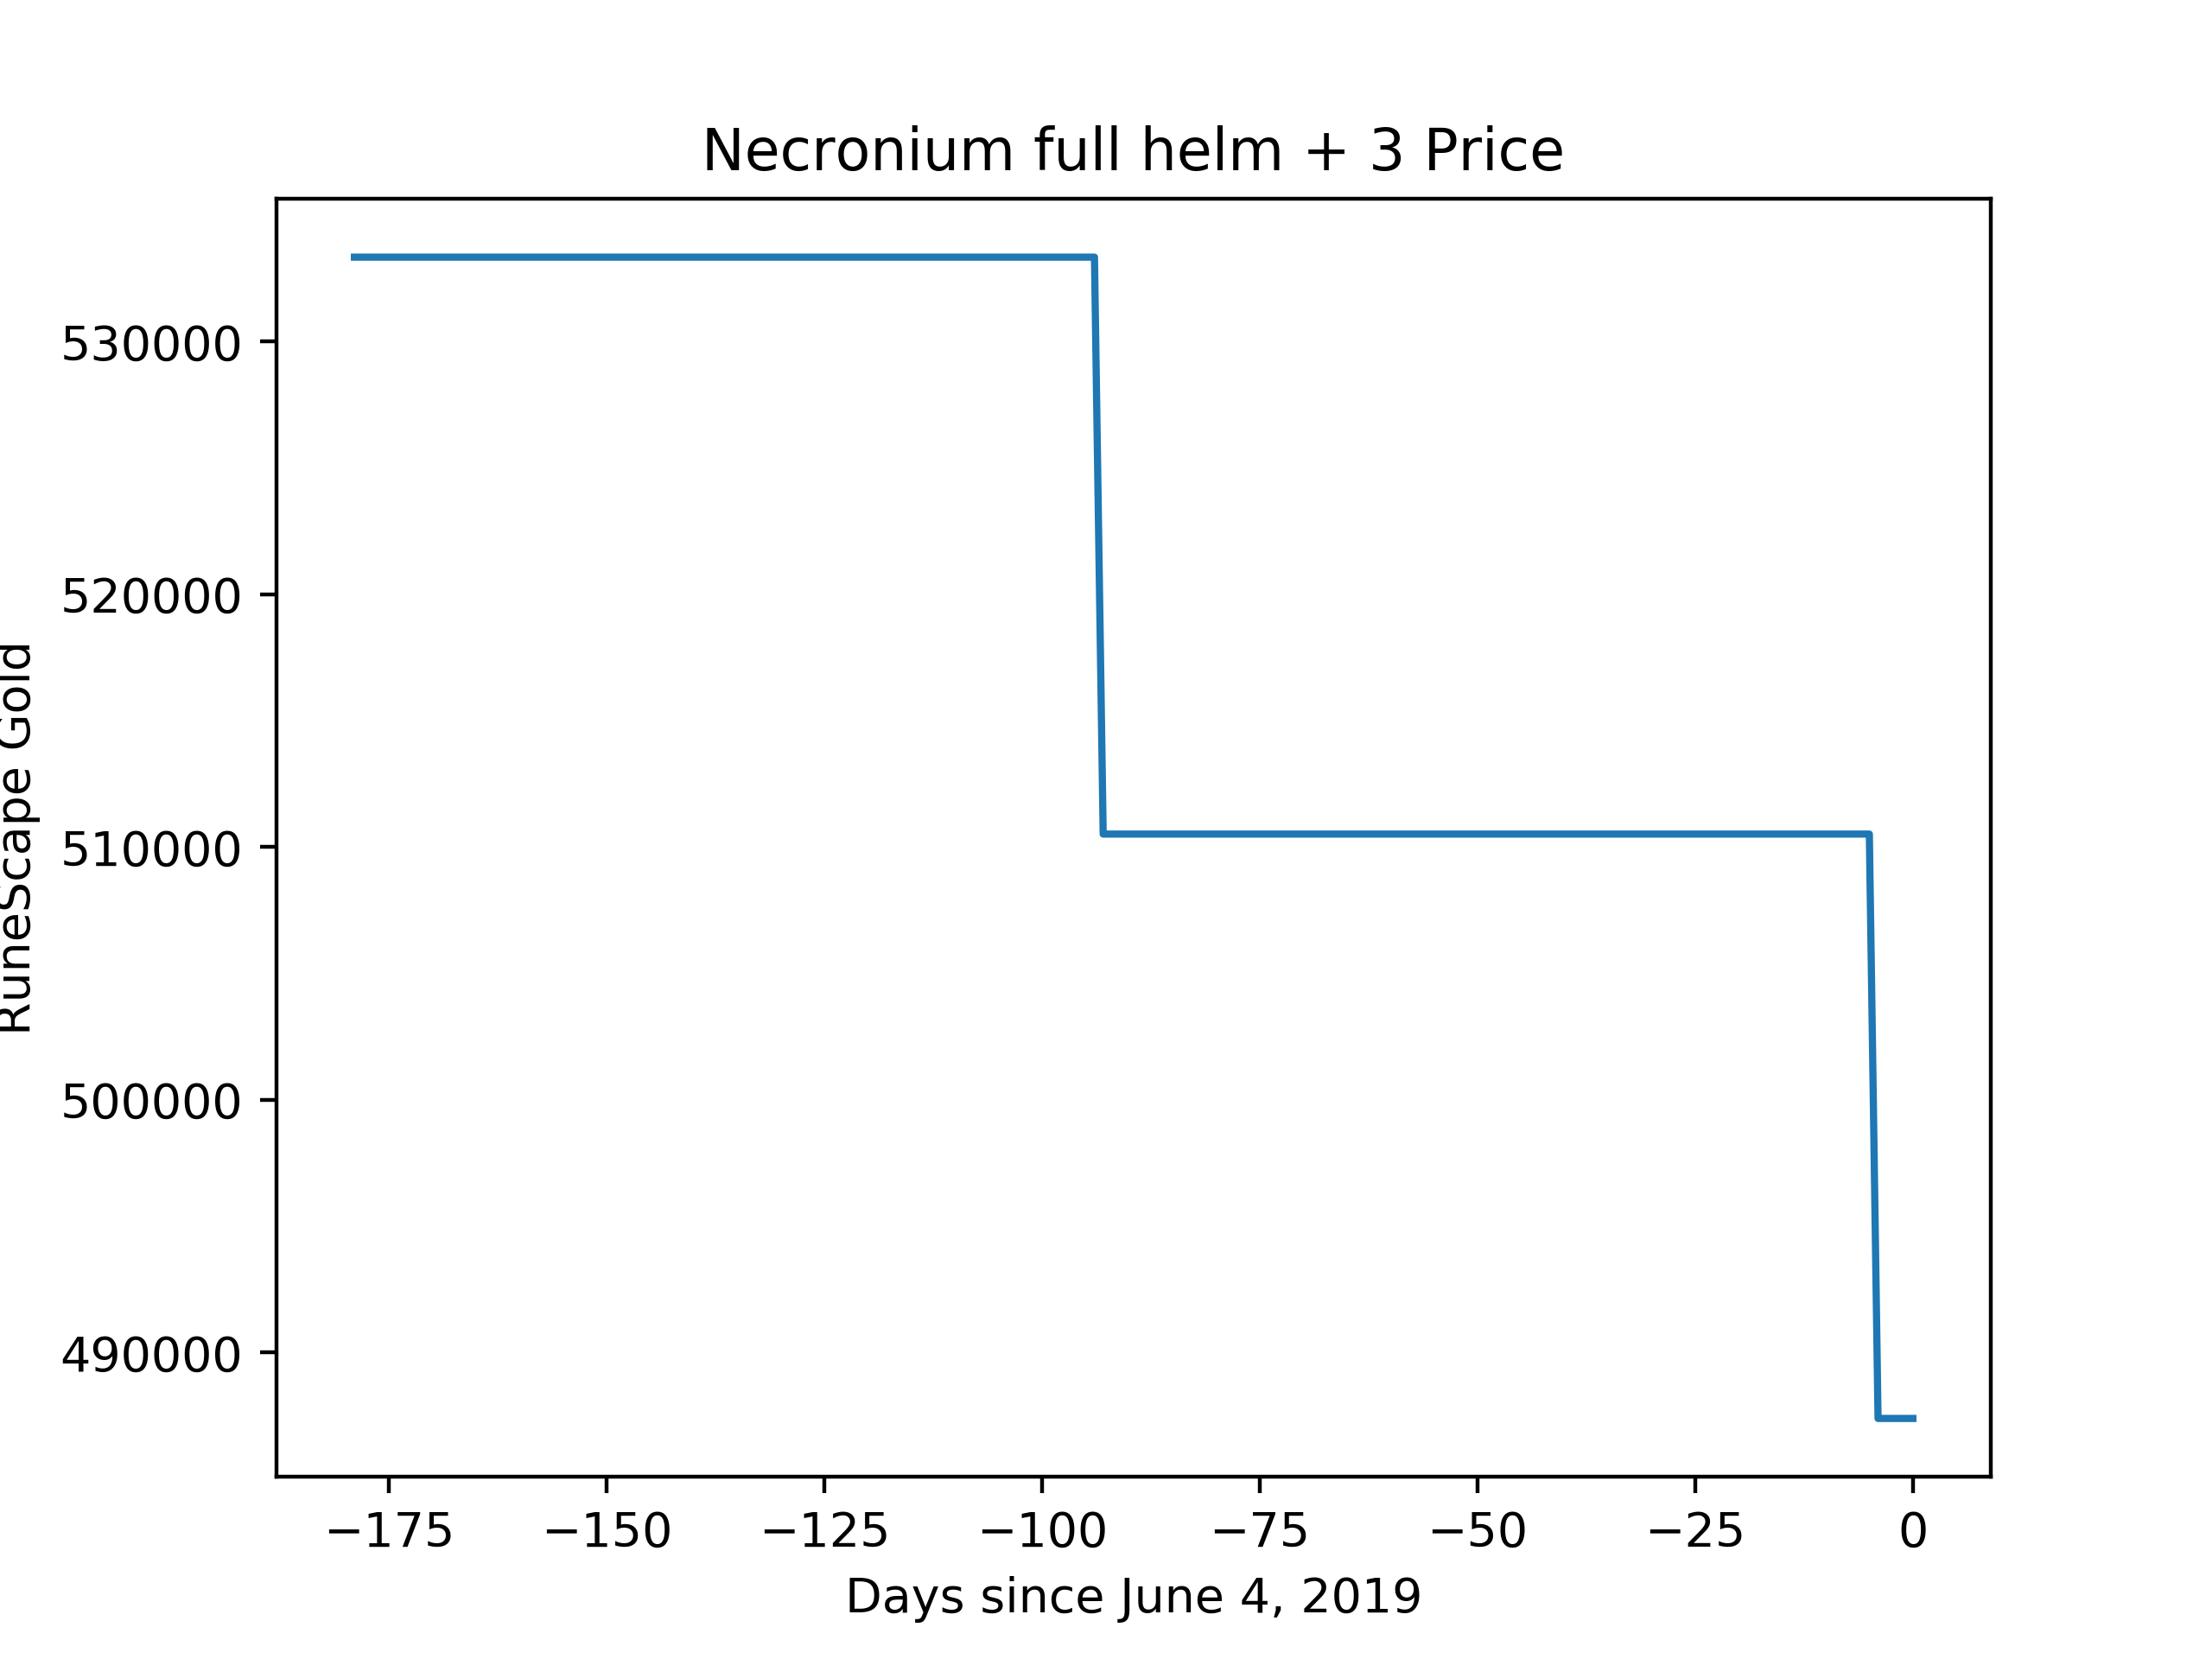 Necronium full helm + 3 Price
530000
520000
510000
500000
490000
RuneScape Gold
−175 −150 −125 −100 −75 −50 −25 0
Days since June 4, 2019